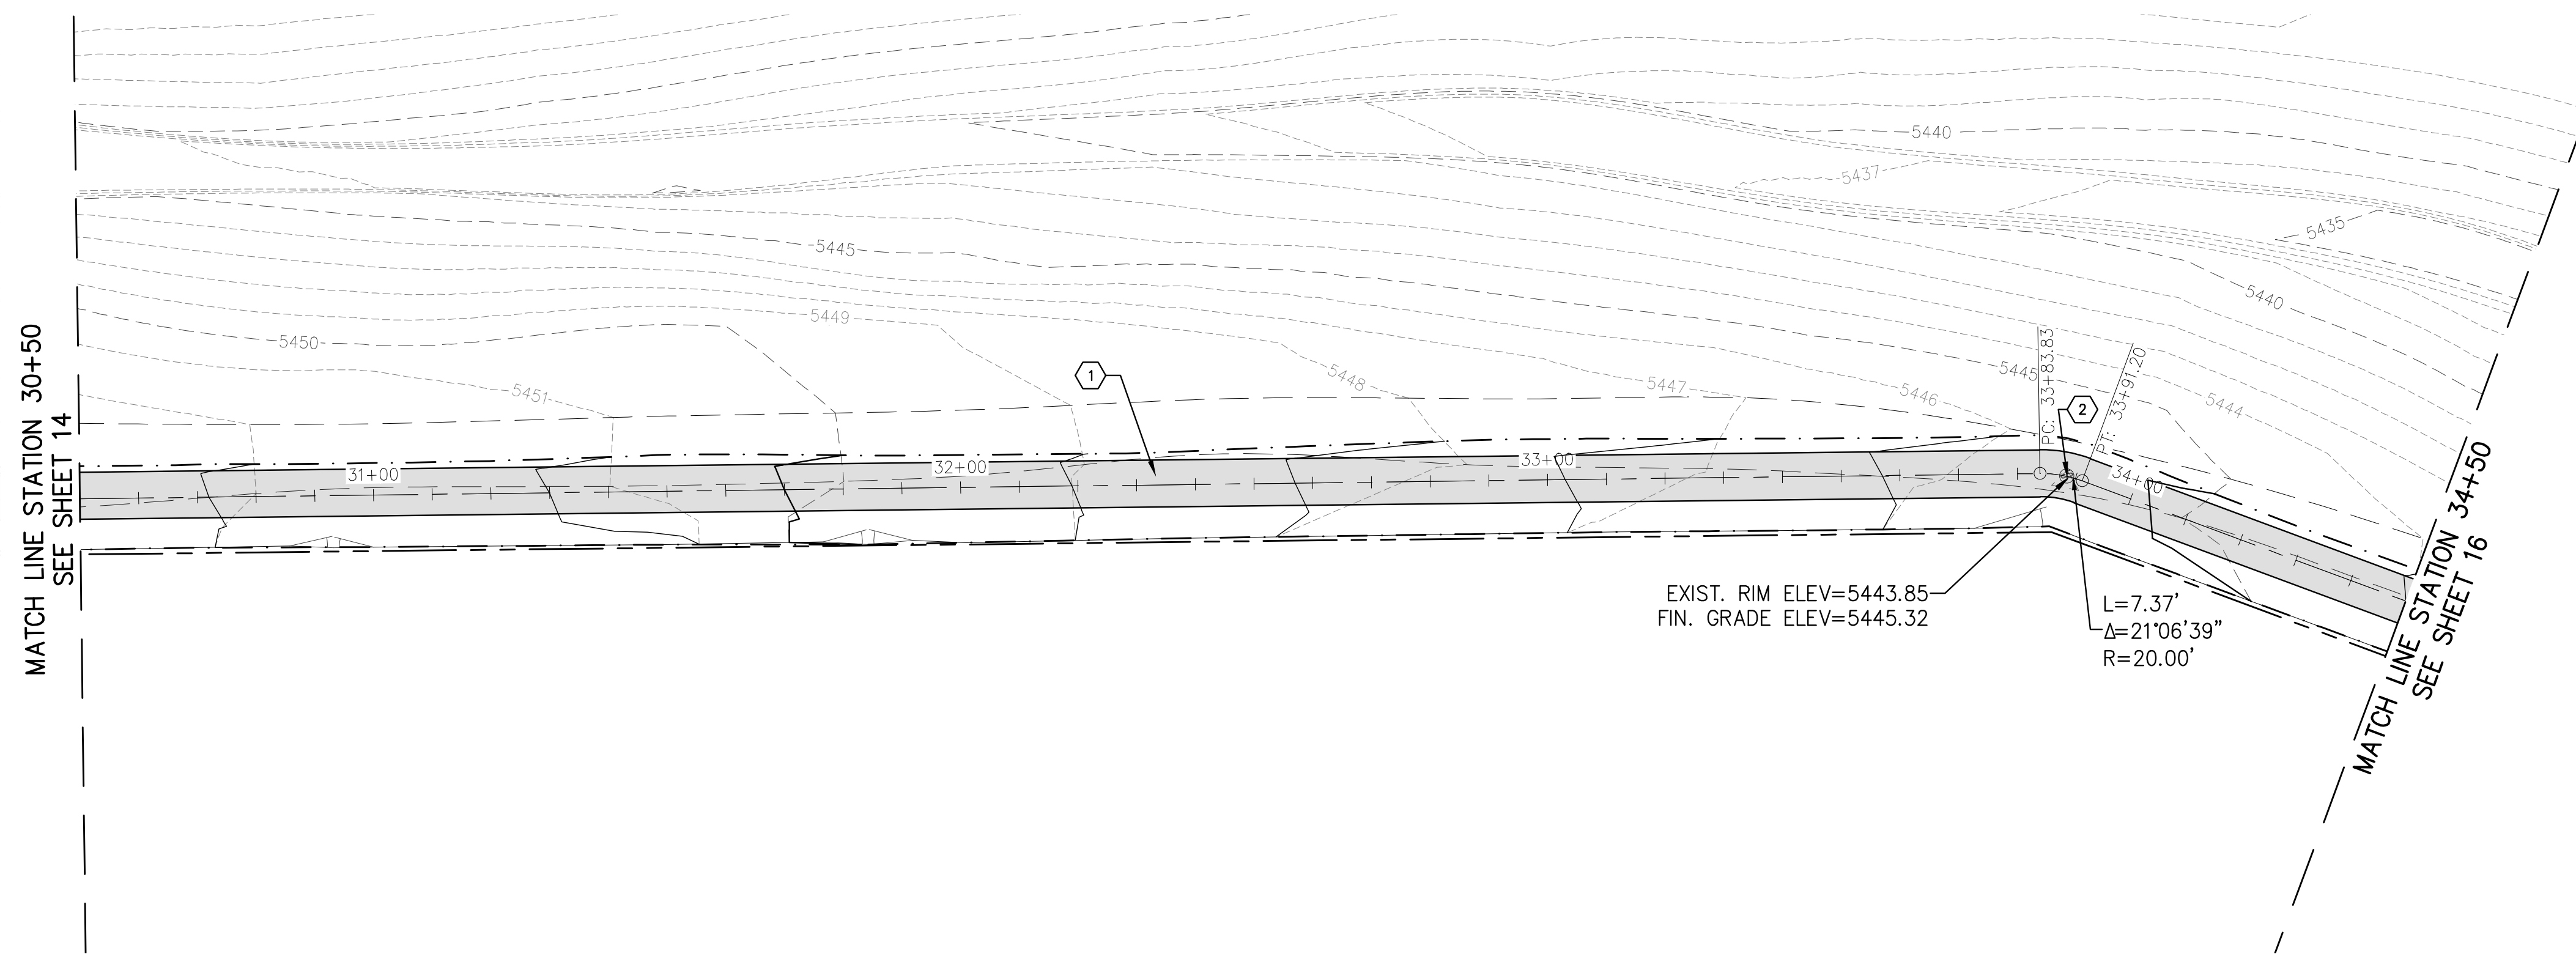 MATCH LINE STATION 30+50
SEE SHEET 14
5440
5437
5435
5445
5440
5449
5450
5451
1
5448
5447
5446
5445
5444
PC: 33+83.83
2
PT: 33+91.20
31+00
32+00
33+00
34+00
EXIST. RIM ELEV=5443.85
FIN. GRADE ELEV=5445.32
L=7.37'
Δ=21°06'39"
R=20.00'
MATCH LINE STATION 34+50
SEE SHEET 16